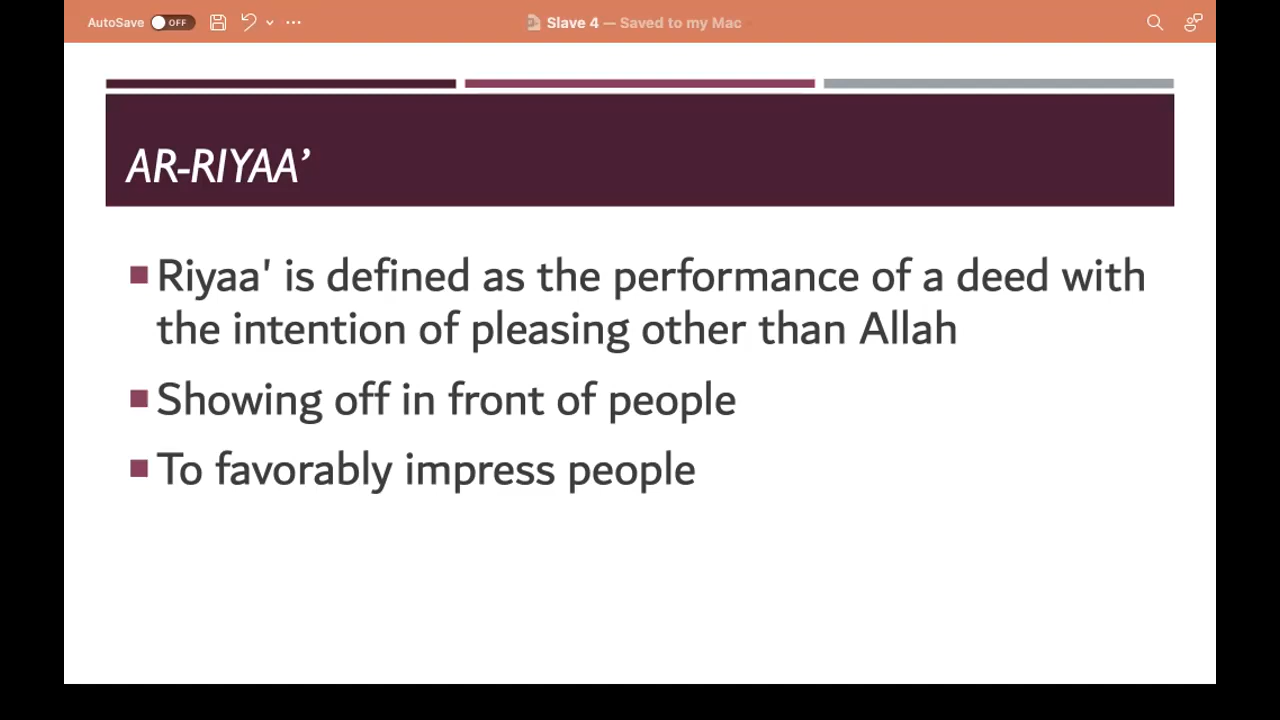 AutoSave OFF
Slave 4 — Saved to my Mac
AR-RIYAA’
Riyaa' is defined as the performance of a deed with
the intention of pleasing other than Allah
Showing off in front of people
To favorably impress people